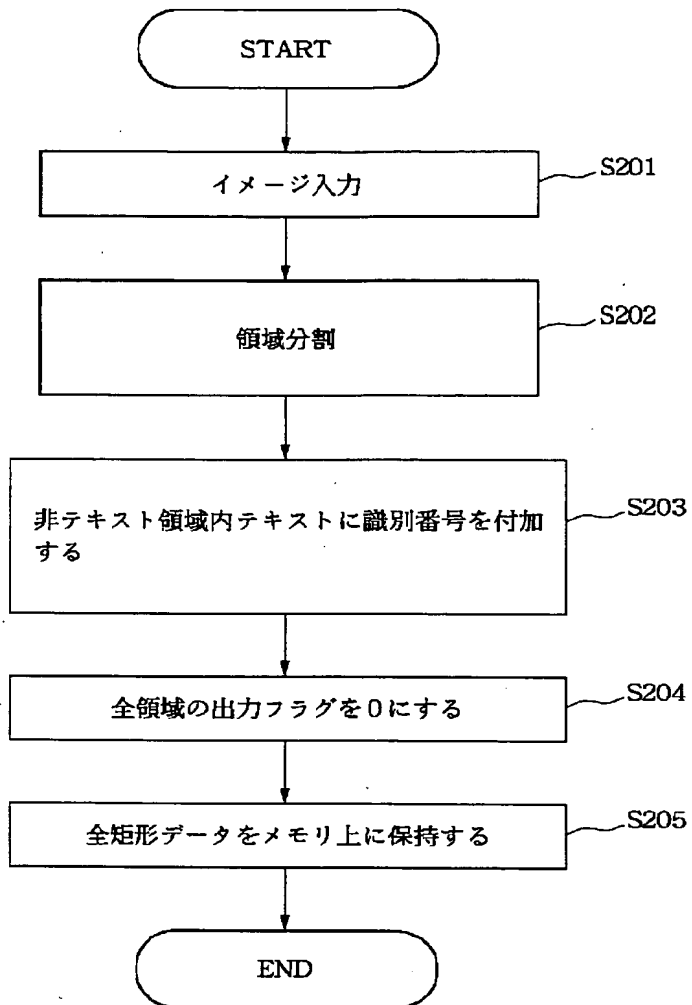 START
イメージ入力
S201
領域分割
S202
非テキスト領域内テキストに識別番号を付加
する
S203
全領域の出力フラグを0にする
S204
全矩形データをメモリ上に保持する
S205
END